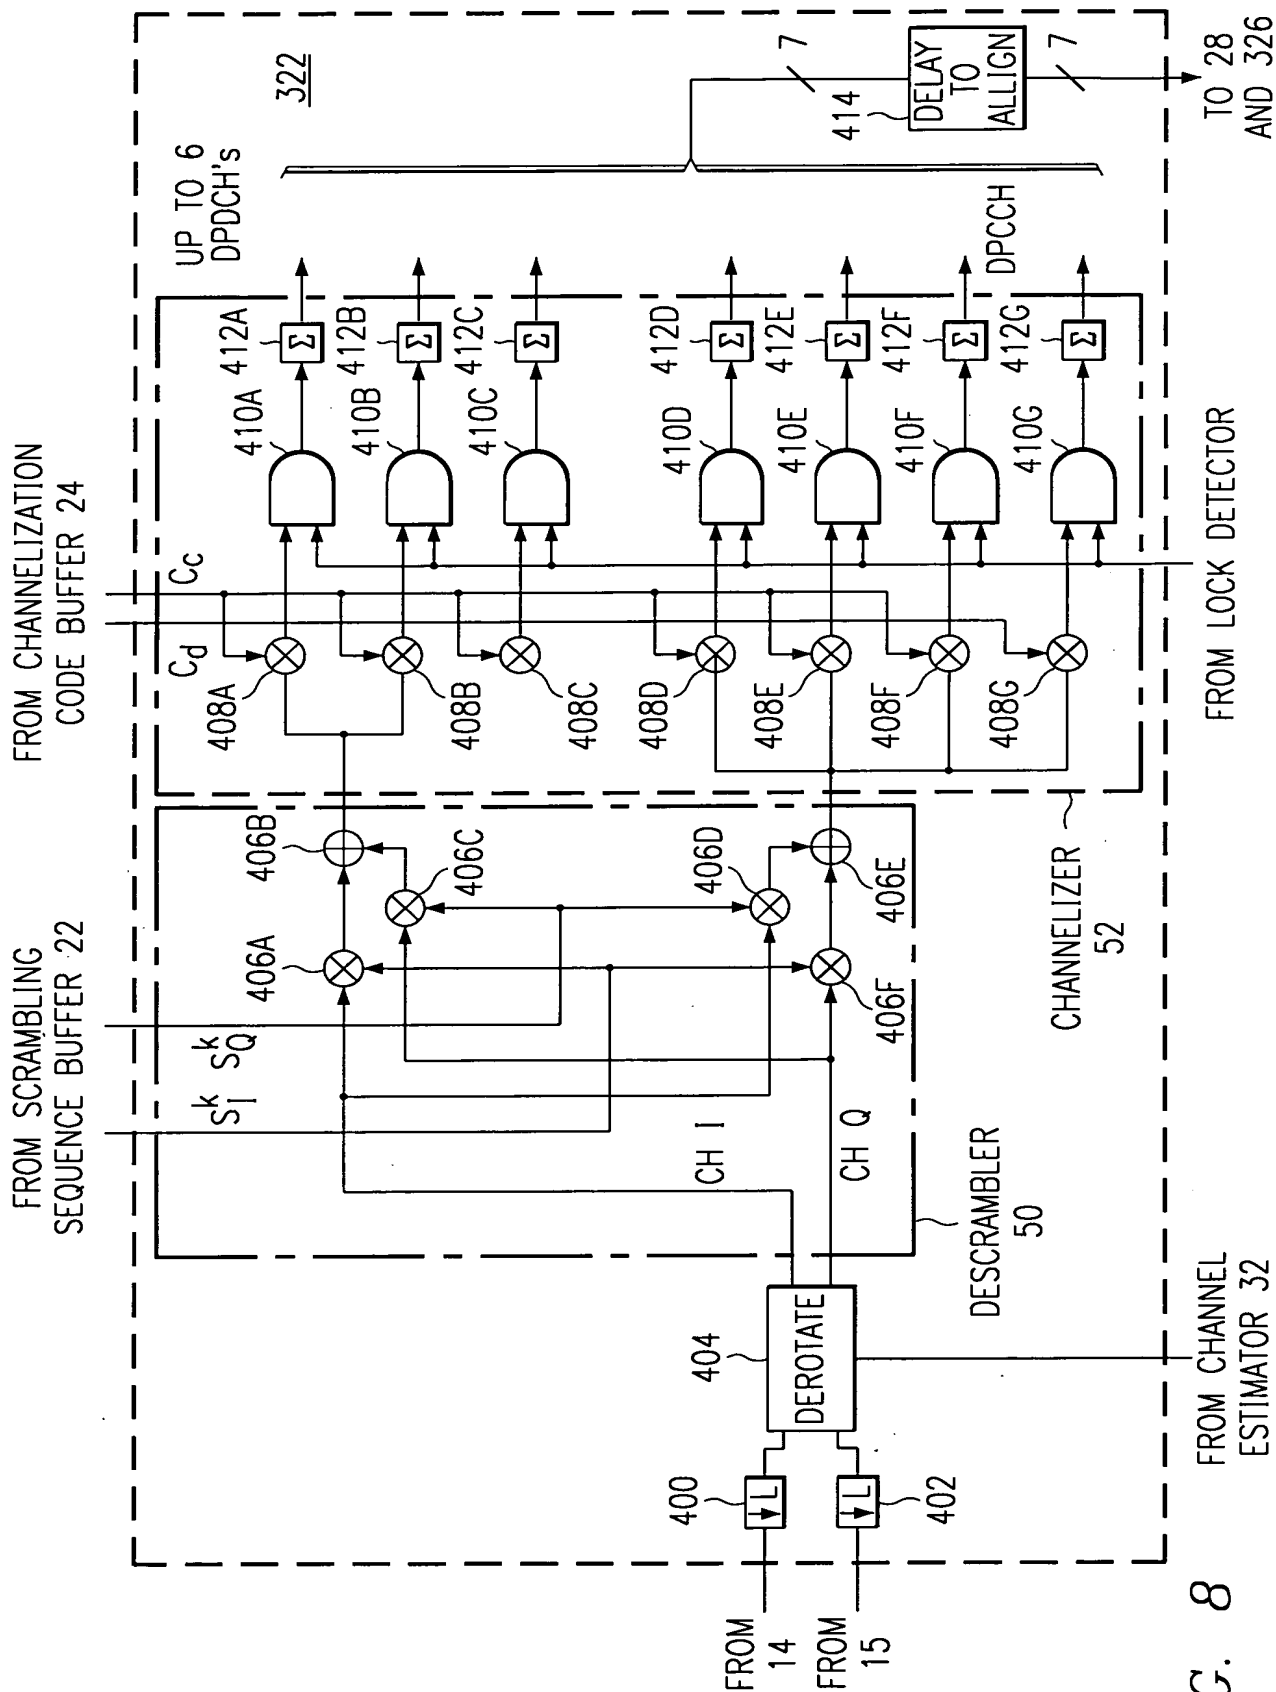 FROM SCRAMBLING
SEQUENCE BUFFER 22
FROM CHANNELIZATION
CODE BUFFER 24
UP TO 6
DPDCH's
322
S_I^k
S_Q^k
C_d
C_c
406A
406B
406C
406D
406E
406F
CH I
CH Q
408A
408B
408C
408D
408E
408F
408G
410A
410B
410C
410D
410E
410F
410G
412A
412B
412C
412D
412E
412F
412G
Σ
Σ
Σ
Σ
Σ
Σ
Σ
DPCCH
414
DELAY
TO
ALLIGN
7
7
TO 28
AND 326
FROM
14
FROM
15
400
↓L
402
↓L
404
DEROTATE
DESCRAMBLER
50
CHANNELIZER
52
FROM CHANNEL
ESTIMATOR 32
FROM LOCK DETECTOR
G. 8